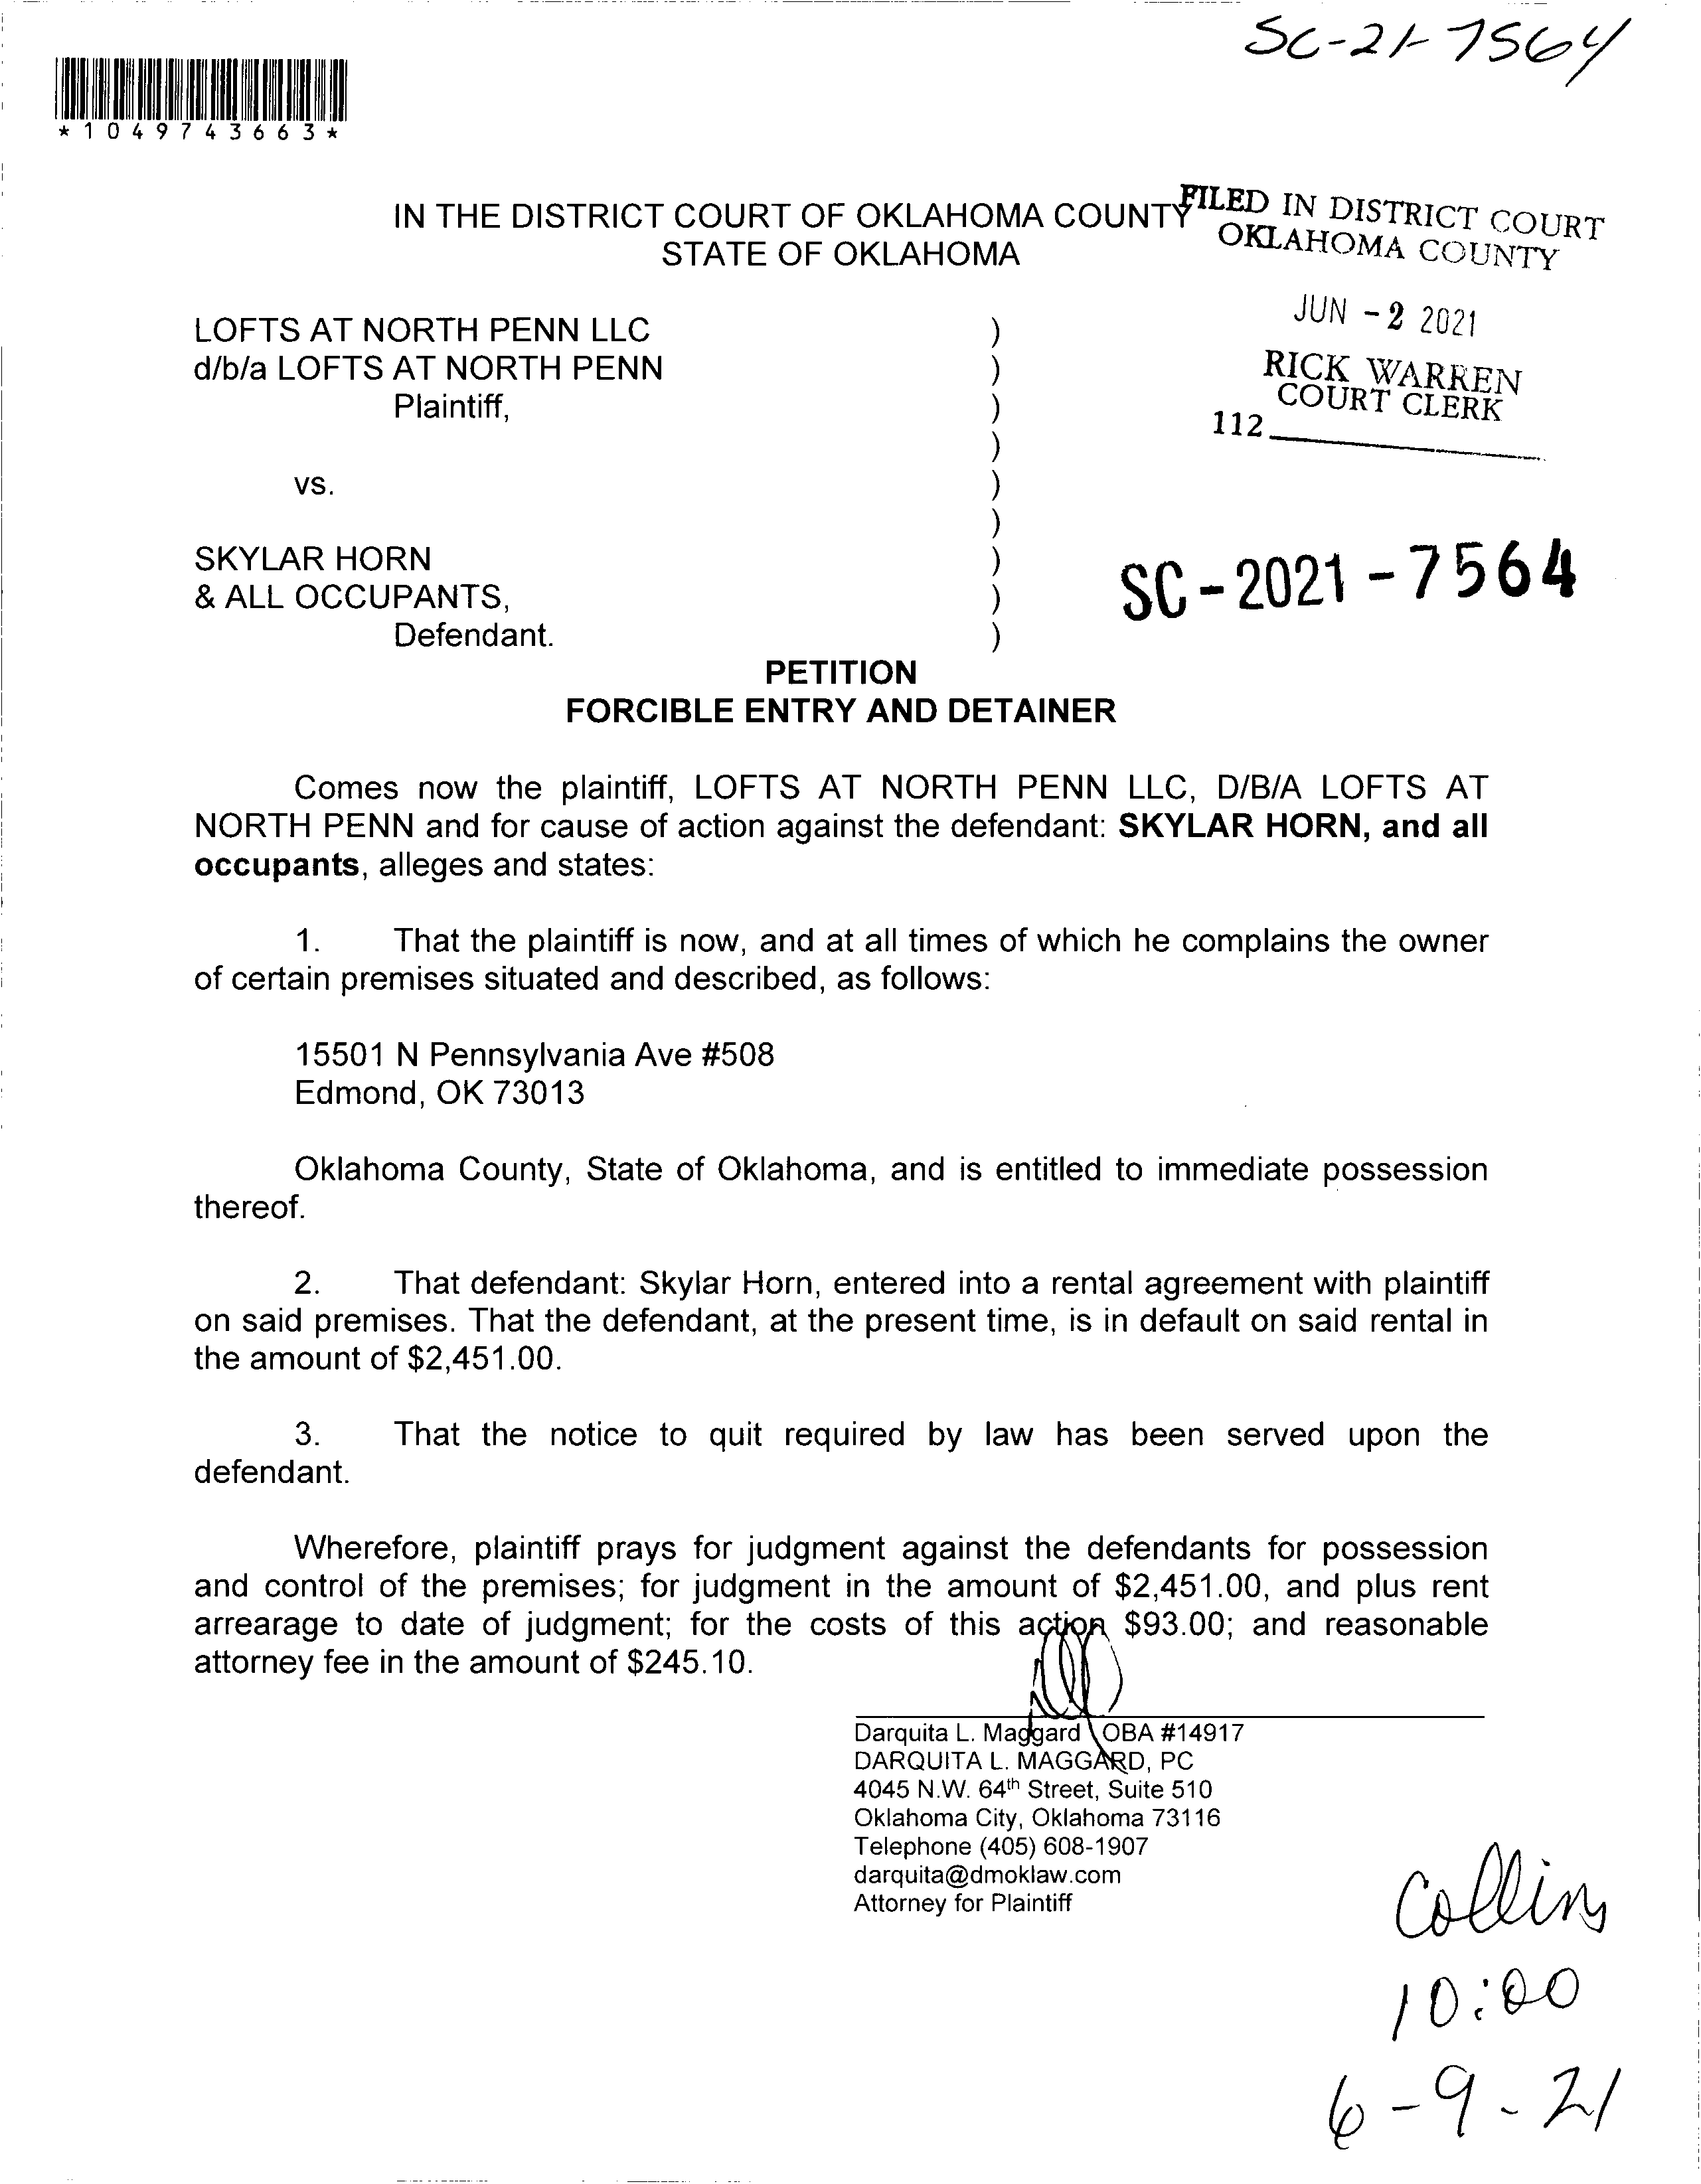 SC-21-7564
*1049743663*
IN THE DISTRICT COURT OF OKLAHOMA COUNTY
STATE OF OKLAHOMA
FILED IN DISTRICT COURT
OKLAHOMA COUNTY
JUN -2 2021
RICK WARREN
COURT CLERK
112
LOFTS AT NORTH PENN LLC )
d/b/a LOFTS AT NORTH PENN )
Plaintiff, )
)
vs. )
)
SKYLAR HORN )
& ALL OCCUPANTS, )
Defendant. )
SC-2021-7564
PETITION
FORCIBLE ENTRY AND DETAINER
Comes now the plaintiff, LOFTS AT NORTH PENN LLC, D/B/A LOFTS AT
NORTH PENN and for cause of action against the defendant: SKYLAR HORN, and all
occupants, alleges and states:
1. That the plaintiff is now, and at all times of which he complains the owner
of certain premises situated and described, as follows:
15501 N Pennsylvania Ave #508
Edmond, OK 73013
Oklahoma County, State of Oklahoma, and is entitled to immediate possession
thereof.
2. That defendant: Skylar Horn, entered into a rental agreement with plaintiff
on said premises. That the defendant, at the present time, is in default on said rental in
the amount of $2,451.00.
3. That the notice to quit required by law has been served upon the
defendant.
Wherefore, plaintiff prays for judgment against the defendants for possession
and control of the premises; for judgment in the amount of $2,451.00, and plus rent
arrearage to date of judgment; for the costs of this action $93.00; and reasonable
attorney fee in the amount of $245.10.
Darquita L. Maggard OBA #14917
DARQUITA L. MAGGARD, PC
4045 N.W. 64th Street, Suite 510
Oklahoma City, Oklahoma 73116
Telephone (405) 608-1907
darquita@dmoklaw.com
Attorney for Plaintiff
Collins
10:00
6-9-21